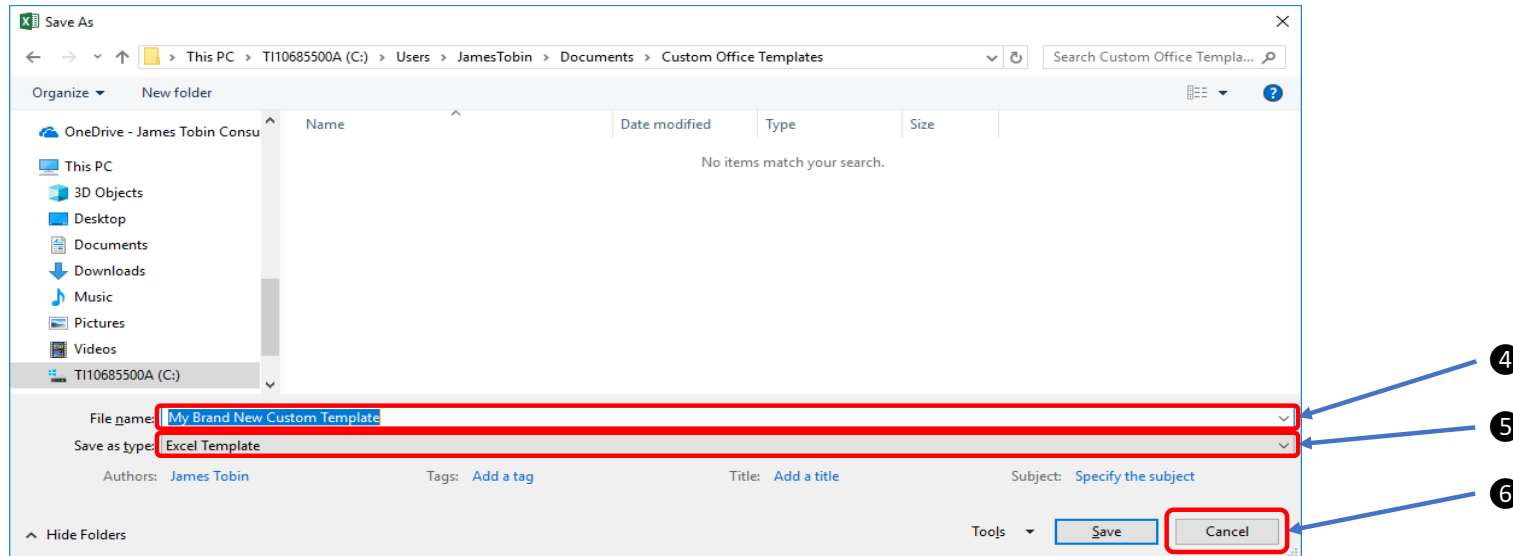 Save As
This PC > TI10685500A (C:) > Users > JamesTobin > Documents > Custom Office Templates
Search Custom Office Templa...
Organize New folder
?
Name Date modified Type Size
No items match your search.
OneDrive - James Tobin Consu
This PC
3D Objects
Desktop
Documents
Downloads
Music
Pictures
Videos
TI10685500A (C:)
❹
File name: My Brand New Custom Template
❺
Save as type: Excel Template
Authors: James Tobin Tags: Add a tag Title: Add a title Subject: Specify the subject
❻
Hide Folders Tools Save Cancel